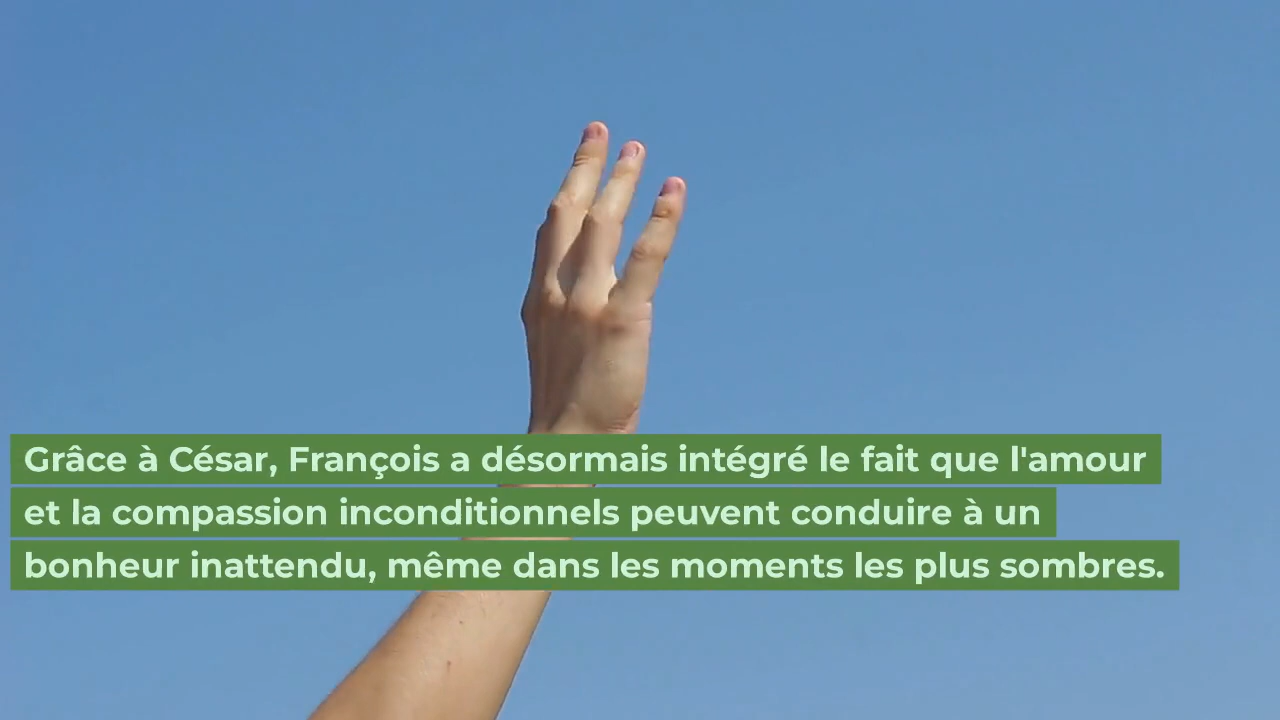 Grâce à César, François a désormais intégré le fait que l'amour
et la compassion inconditionnels peuvent conduire à un
bonheur inattendu, même dans les moments les plus sombres.